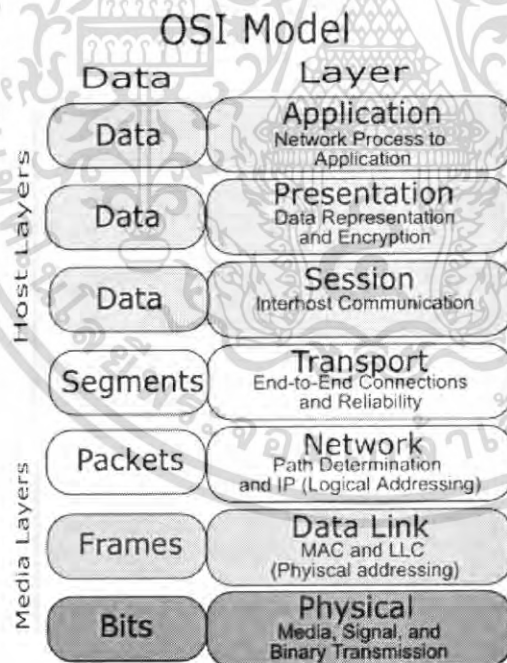 OSI Model
Data Layer
Host Layers
Data
Application
Network Process to
Application
Data
Presentation
Data Representation
and Encryption
Data
Session
Interhost Communication
Segments
Transport
End-to-End Connections
and Reliability
Media Layers
Packets
Network
Path Determination
and IP (Logical Addressing)
Frames
Data Link
MAC and LLC
(Phyiscal addressing)
Bits
Physical
Media, Signal, and
Binary Transmission